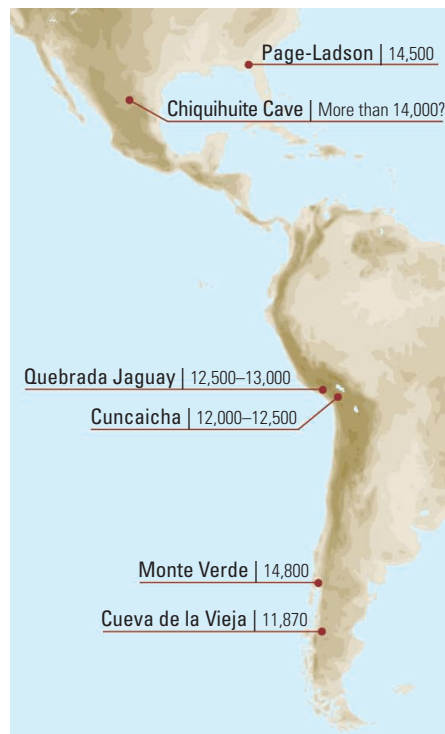 Page-Ladson | 14,500
Chiquihuite Cave | More than 14,000?
Quebrada Jaguay | 12,500–13,000
Cuncaicha | 12,000–12,500
Monte Verde | 14,800
Cueva de la Vieja | 11,870